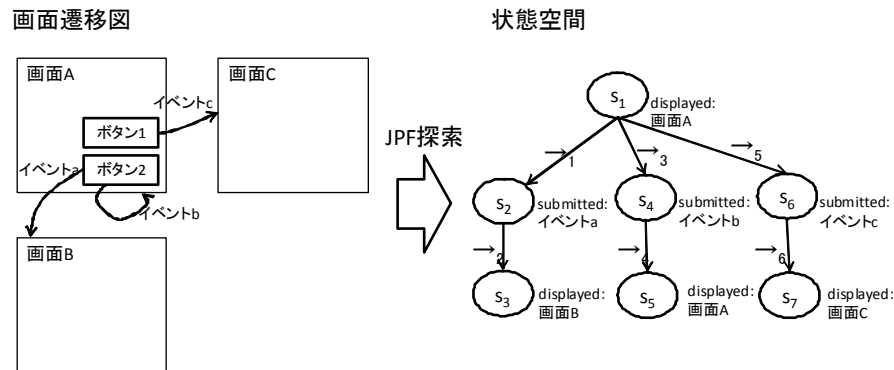 画面遷移図
画面A
イベントc
ボタン1
イベントa
ボタン2
イベントb
画面C
画面B
JPF探索
状態空間
S1
displayed:
画面A
→1
→3
→5
S2
submitted:
イベントa
S4
submitted:
イベントb
S6
submitted:
イベントc
→2
→4
→6
S3
displayed:
画面B
S5
displayed:
画面A
S7
displayed:
画面C